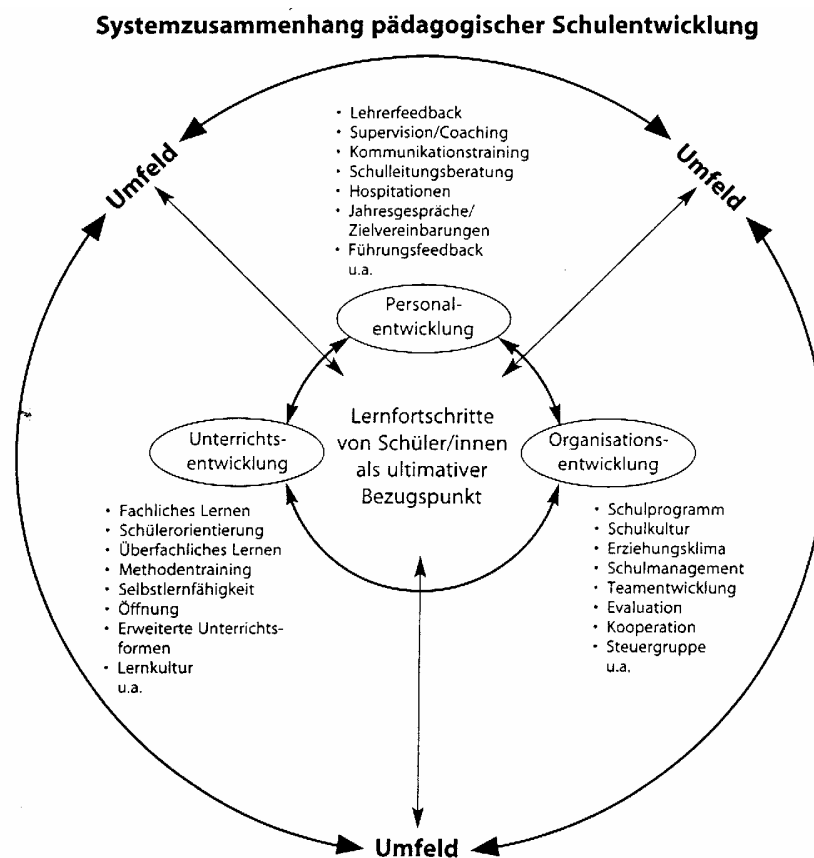 Systemzusammenhang pädagogischer Schulentwicklung
Umfeld
Umfeld
· Lehrerfeedback
· Supervision/Coaching
· Kommunikationstraining
· Schulleitungsberatung
· Hospitationen
· Jahresgespräche/
Zielvereinbarungen
· Führungsfeedback
u.a.
Personal-
entwicklung
Unterrichts-
entwicklung
Lernfortschritte
von Schüler/innen
als ultimativer
Bezugspunkt
Organisations-
entwicklung
· Fachliches Lernen
· Schülerorientierung
· Überfachliches Lernen
· Methodentraining
· Selbstlernfähigkeit
· Öffnung
· Erweiterte Unterrichts-
formen
· Lernkultur
u.a.
· Schulprogramm
· Schulkultur
· Erziehungsklima
· Schulmanagement
· Teamentwicklung
· Evaluation
· Kooperation
· Steuergruppe
u.a.
Umfeld